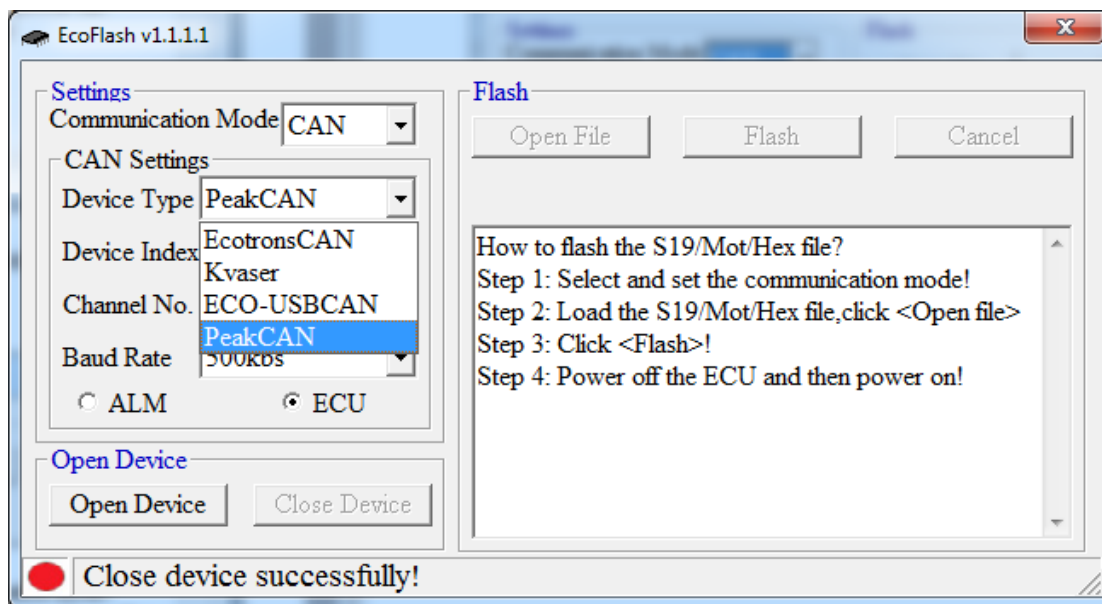 EcoFlash v1.1.1.1
Settings
Communication Mode CAN
CAN Settings
Device Type PeakCAN
EcotronsCAN
Device Index
Kvaser
Channel No. ECO-USBCAN
PeakCAN
Baud Rate 500kbs
ALM ECU
Open Device
Open Device Close Device
Flash
Open File Flash Cancel
How to flash the S19/Mot/Hex file?
Step 1: Select and set the communication mode!
Step 2: Load the S19/Mot/Hex file,click <Open file>
Step 3: Click <Flash>!
Step 4: Power off the ECU and then power on!
Close device successfully!